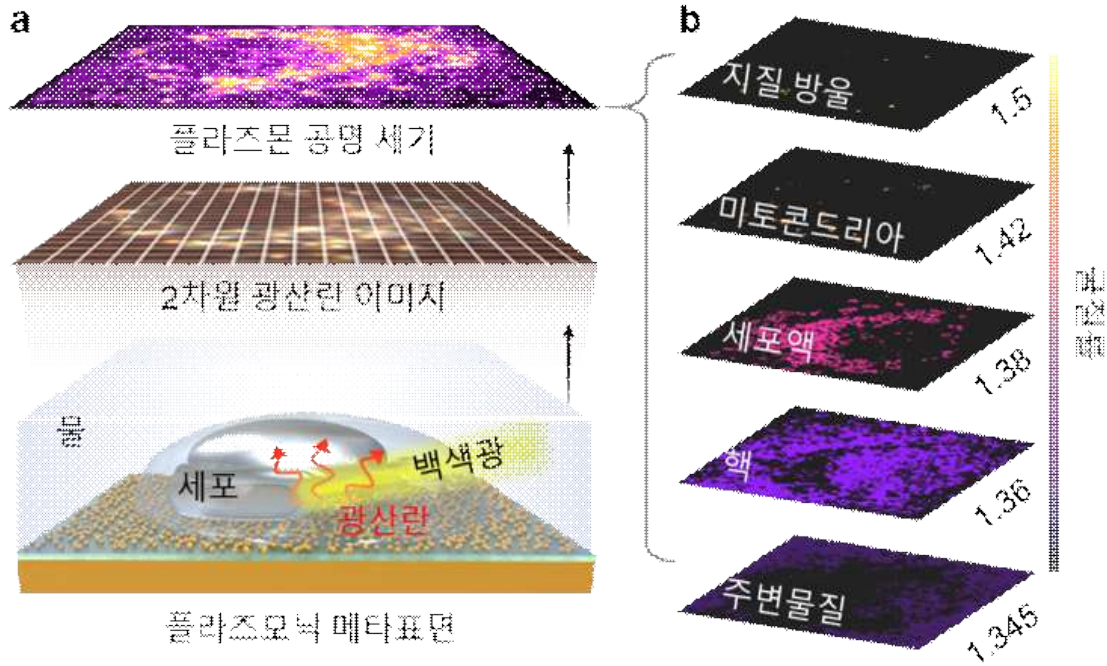 a
플라즈몬 공명 세기
2차원 광산란 이미지
물
세포
백색광
광산란
플라즈모닉 메타표면
b
지질 방울
1.5
미토콘드리아
1.42
세포액
1.38
핵
1.36
주변물질
1.345
굴절률